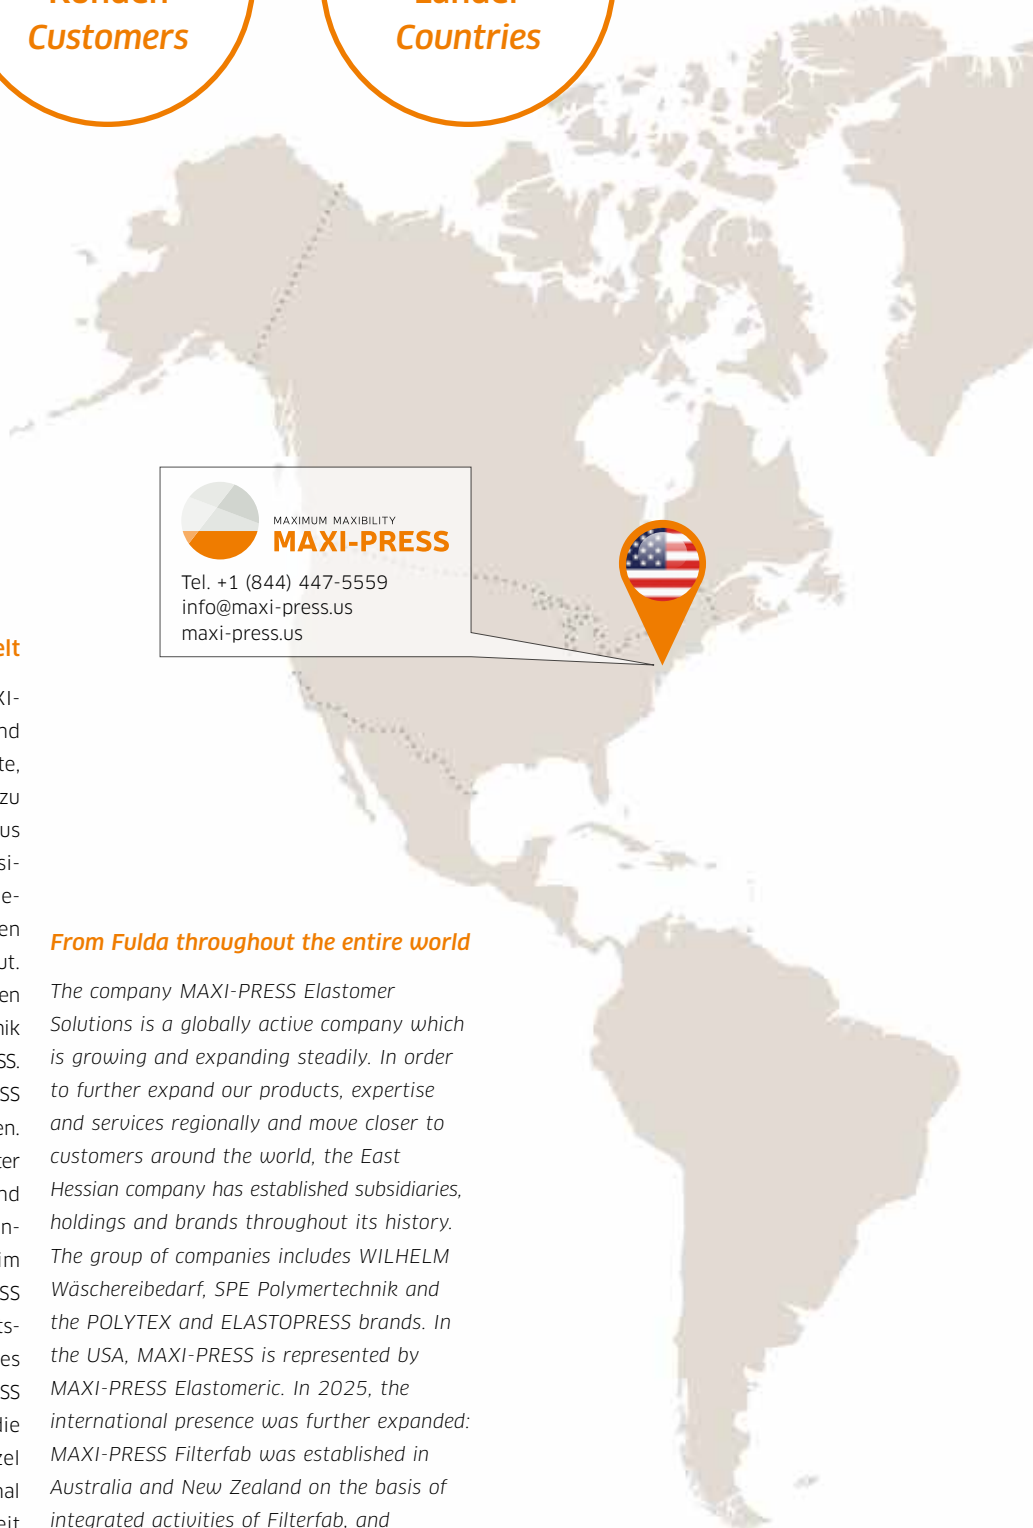 Customers
Countries
MAXIMUM MAXIBILITY
MAXI-PRESS
Tel. +1 (844) 447-5559
info@maxi-press.us
maxi-press.us
From Fulda throughout the entire world
The company MAXI-PRESS Elastomer
Solutions is a globally active company which
is growing and expanding steadily. In order
to further expand our products, expertise
and services regionally and move closer to
customers around the world, the East
Hessian company has established subsidiaries,
holdings and brands throughout its history.
The group of companies includes WILHELM
Wäschereibedarf, SPE Polymertechnik and
the POLYTEX and ELASTOPRESS brands. In
the USA, MAXI-PRESS is represented by
MAXI-PRESS Elastomeric. In 2025, the
international presence was further expanded:
MAXI-PRESS Filterfab was established in
Australia and New Zealand on the basis of
integrated activities of Filterfab, and